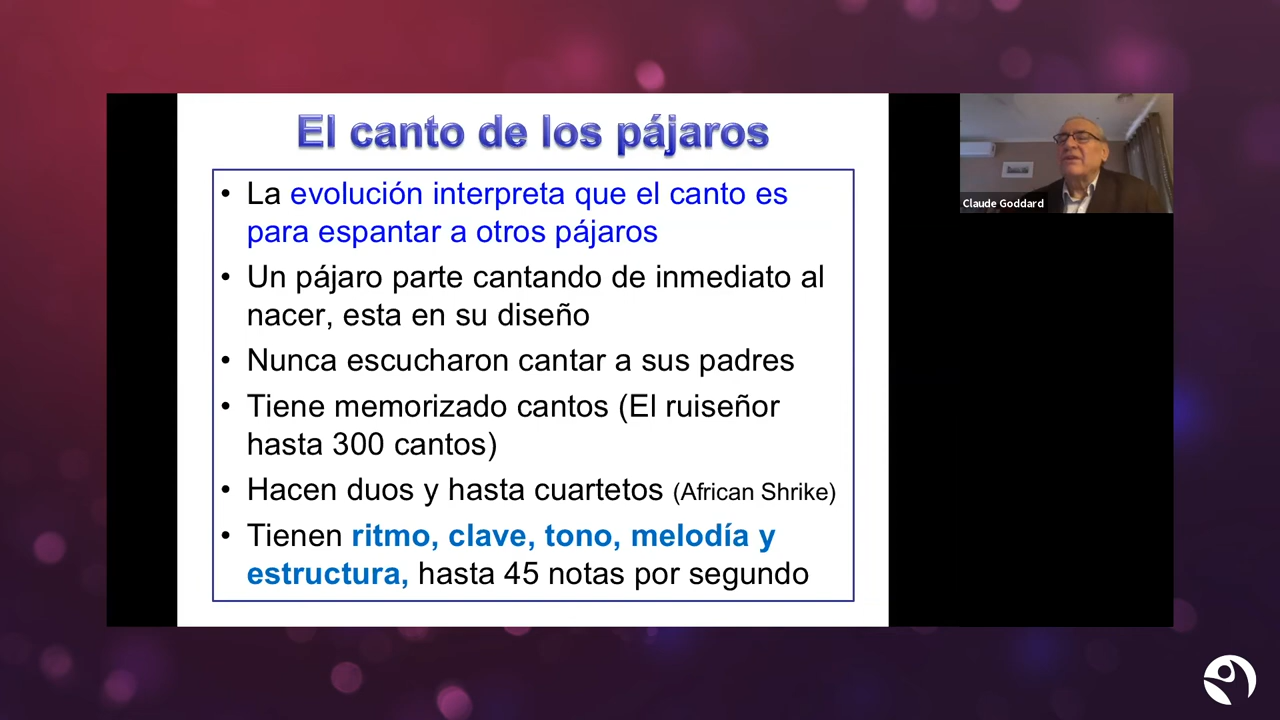 El canto de los pájaros
• La evolución interpreta que el canto es
para espantar a otros pájaros
• Un pájaro parte cantando de inmediato al
nacer, esta en su diseño
• Nunca escucharon cantar a sus padres
• Tiene memorizado cantos (El ruiseñor
hasta 300 cantos)
• Hacen duos y hasta cuartetos (African Shrike)
• Tienen ritmo, clave, tono, melodía y
estructura, hasta 45 notas por segundo
Claude Goddard